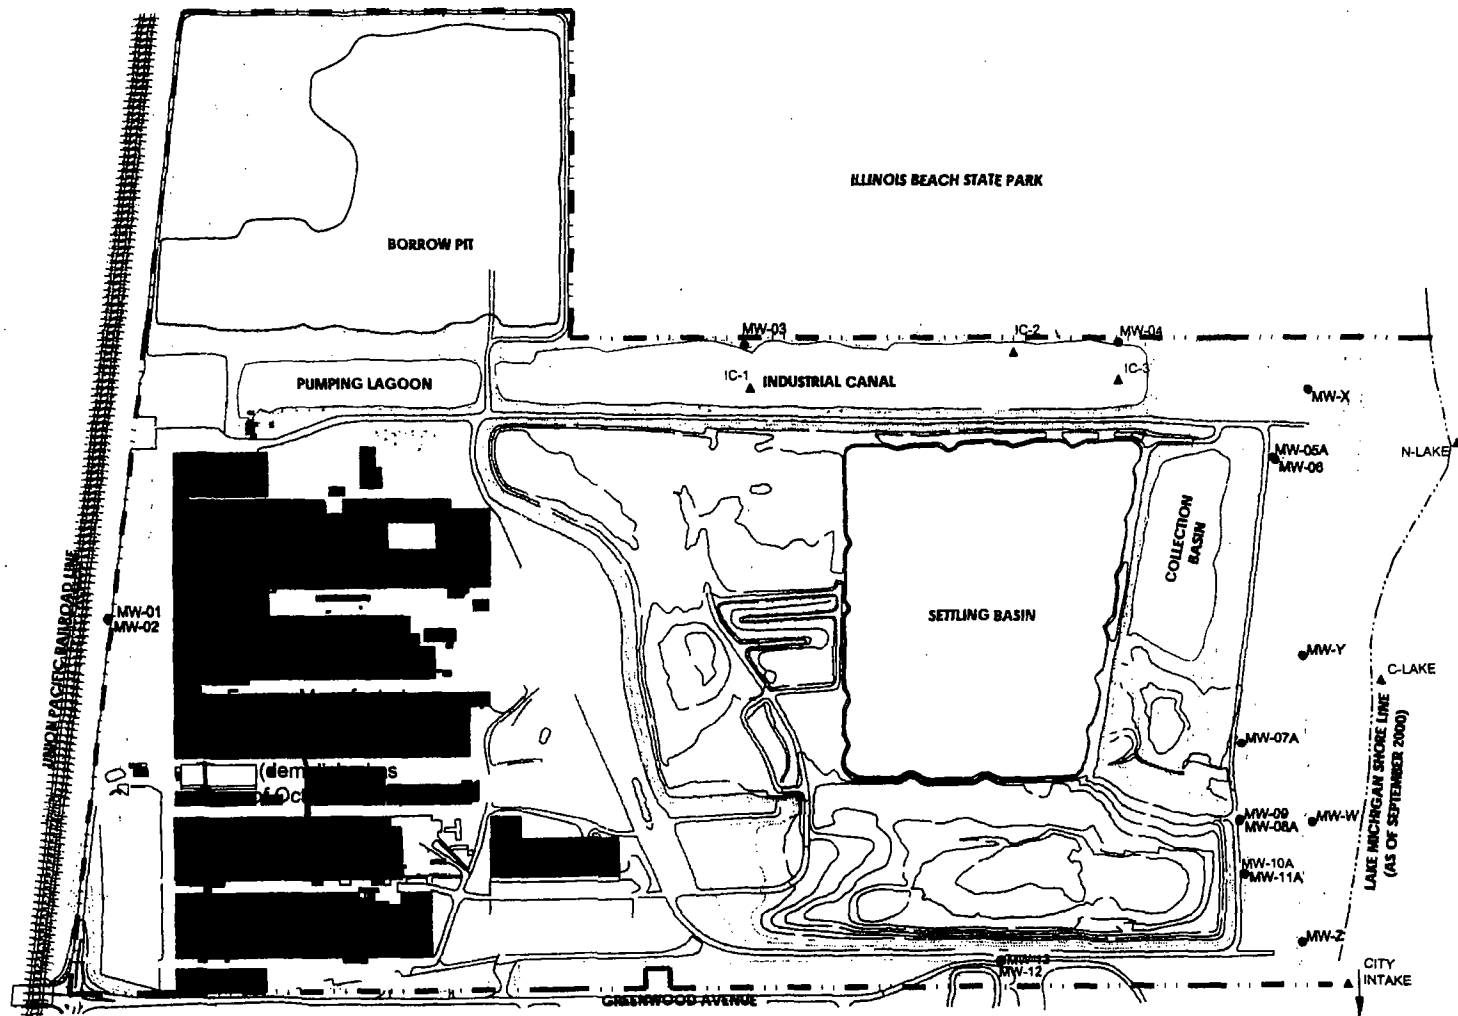 ILLINOIS BEACH STATE PARK
BORROW PIT
MW-03
IC-2
MW-04
PUMPING LAGOON
IC-1
INDUSTRIAL CANAL
IC-3
MW-X
N-LAKE
MW-05A
MW-06
COLLECTION
BASIN
SETTLING BASIN
UNION PACIFIC RAILROAD LINE
MW-01
MW-02
MW-Y
C-LAKE
MW-07A
LAKE MICHIGAN SHORE LINE
(AS OF SEPTEMBER 2000)
MW-09
MW-08A
MW-W
MW-10A
MW-11A
MW-Z
MW-13
MW-12
CITY
INTAKE
GREENWOOD AVENUE